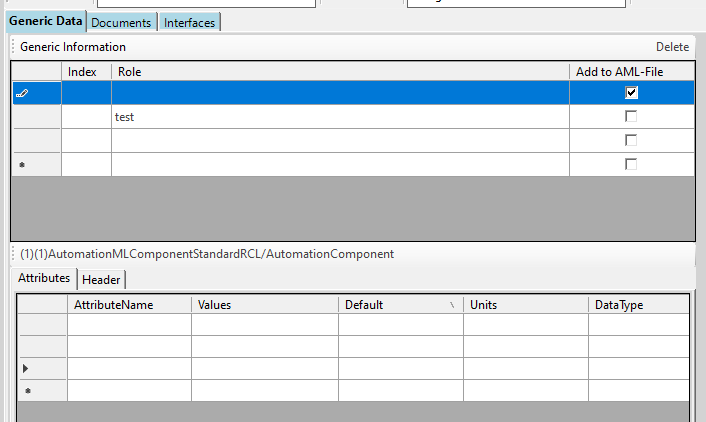 Generic Data Documents Interfaces
Generic Information Delete
Index Role Add to AML-File
test
*
(1)(1)AutomationMLComponentStandardRCL/AutomationComponent
Attributes Header
AttributeName Values Default Units DataType
*